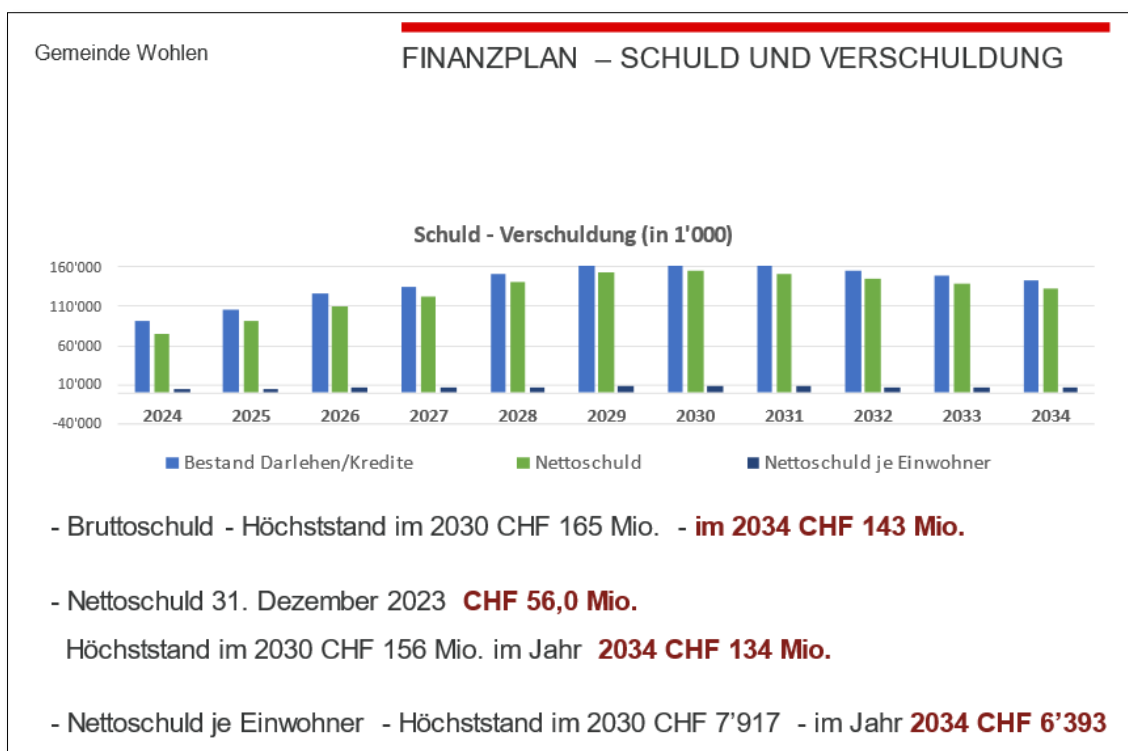 Gemeinde Wohlen
FINANZPLAN – SCHULD UND VERSCHULDUNG
Schuld - Verschuldung (in 1'000)
160'000
110'000
60'000
10'000
-40'000
2024 2025 2026 2027 2028 2029 2030 2031 2032 2033 2034
Bestand Darlehen/Kredite Nettoschuld Nettoschuld je Einwohner
- Bruttoschuld - Höchststand im 2030 CHF 165 Mio. - im 2034 CHF 143 Mio.
- Nettoschuld 31. Dezember 2023 CHF 56,0 Mio.
Höchststand im 2030 CHF 156 Mio. im Jahr 2034 CHF 134 Mio.
- Nettoschuld je Einwohner - Höchststand im 2030 CHF 7’917 - im Jahr 2034 CHF 6’393